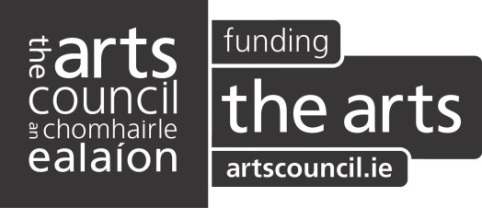 the arts
council
an chomhairle
ealaíon
funding
the arts
artscouncil.ie